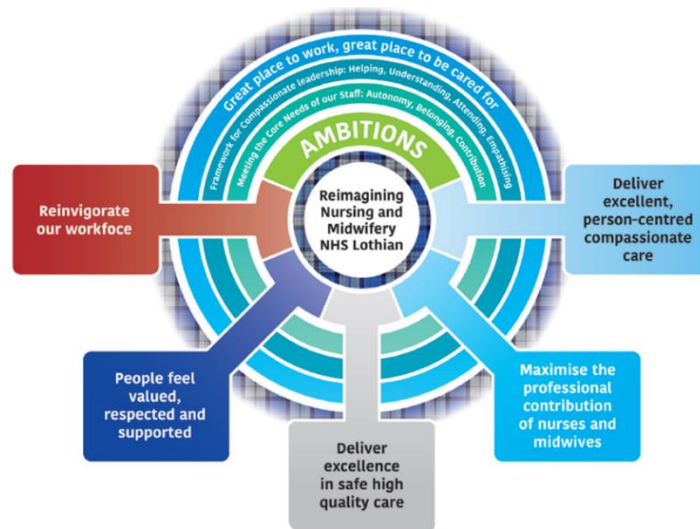 Great place to work, great place to be cared for
Framework for Compassionate leadership: Helping, Understanding, Attending, Empathising
Meeting the Core Needs of our Staff: Autonomy, Belonging, Contribution
AMBITIONS
Reimagining
Nursing and
Midwifery
NHS Lothian
Reinvigorate
our workfoce
People feel
valued,
respected and
supported
Deliver
excellence
in safe high
quality care
Maximise the
professional
contribution
of nurses and
midwives
Deliver
excellent,
person-centred
compassionate
care